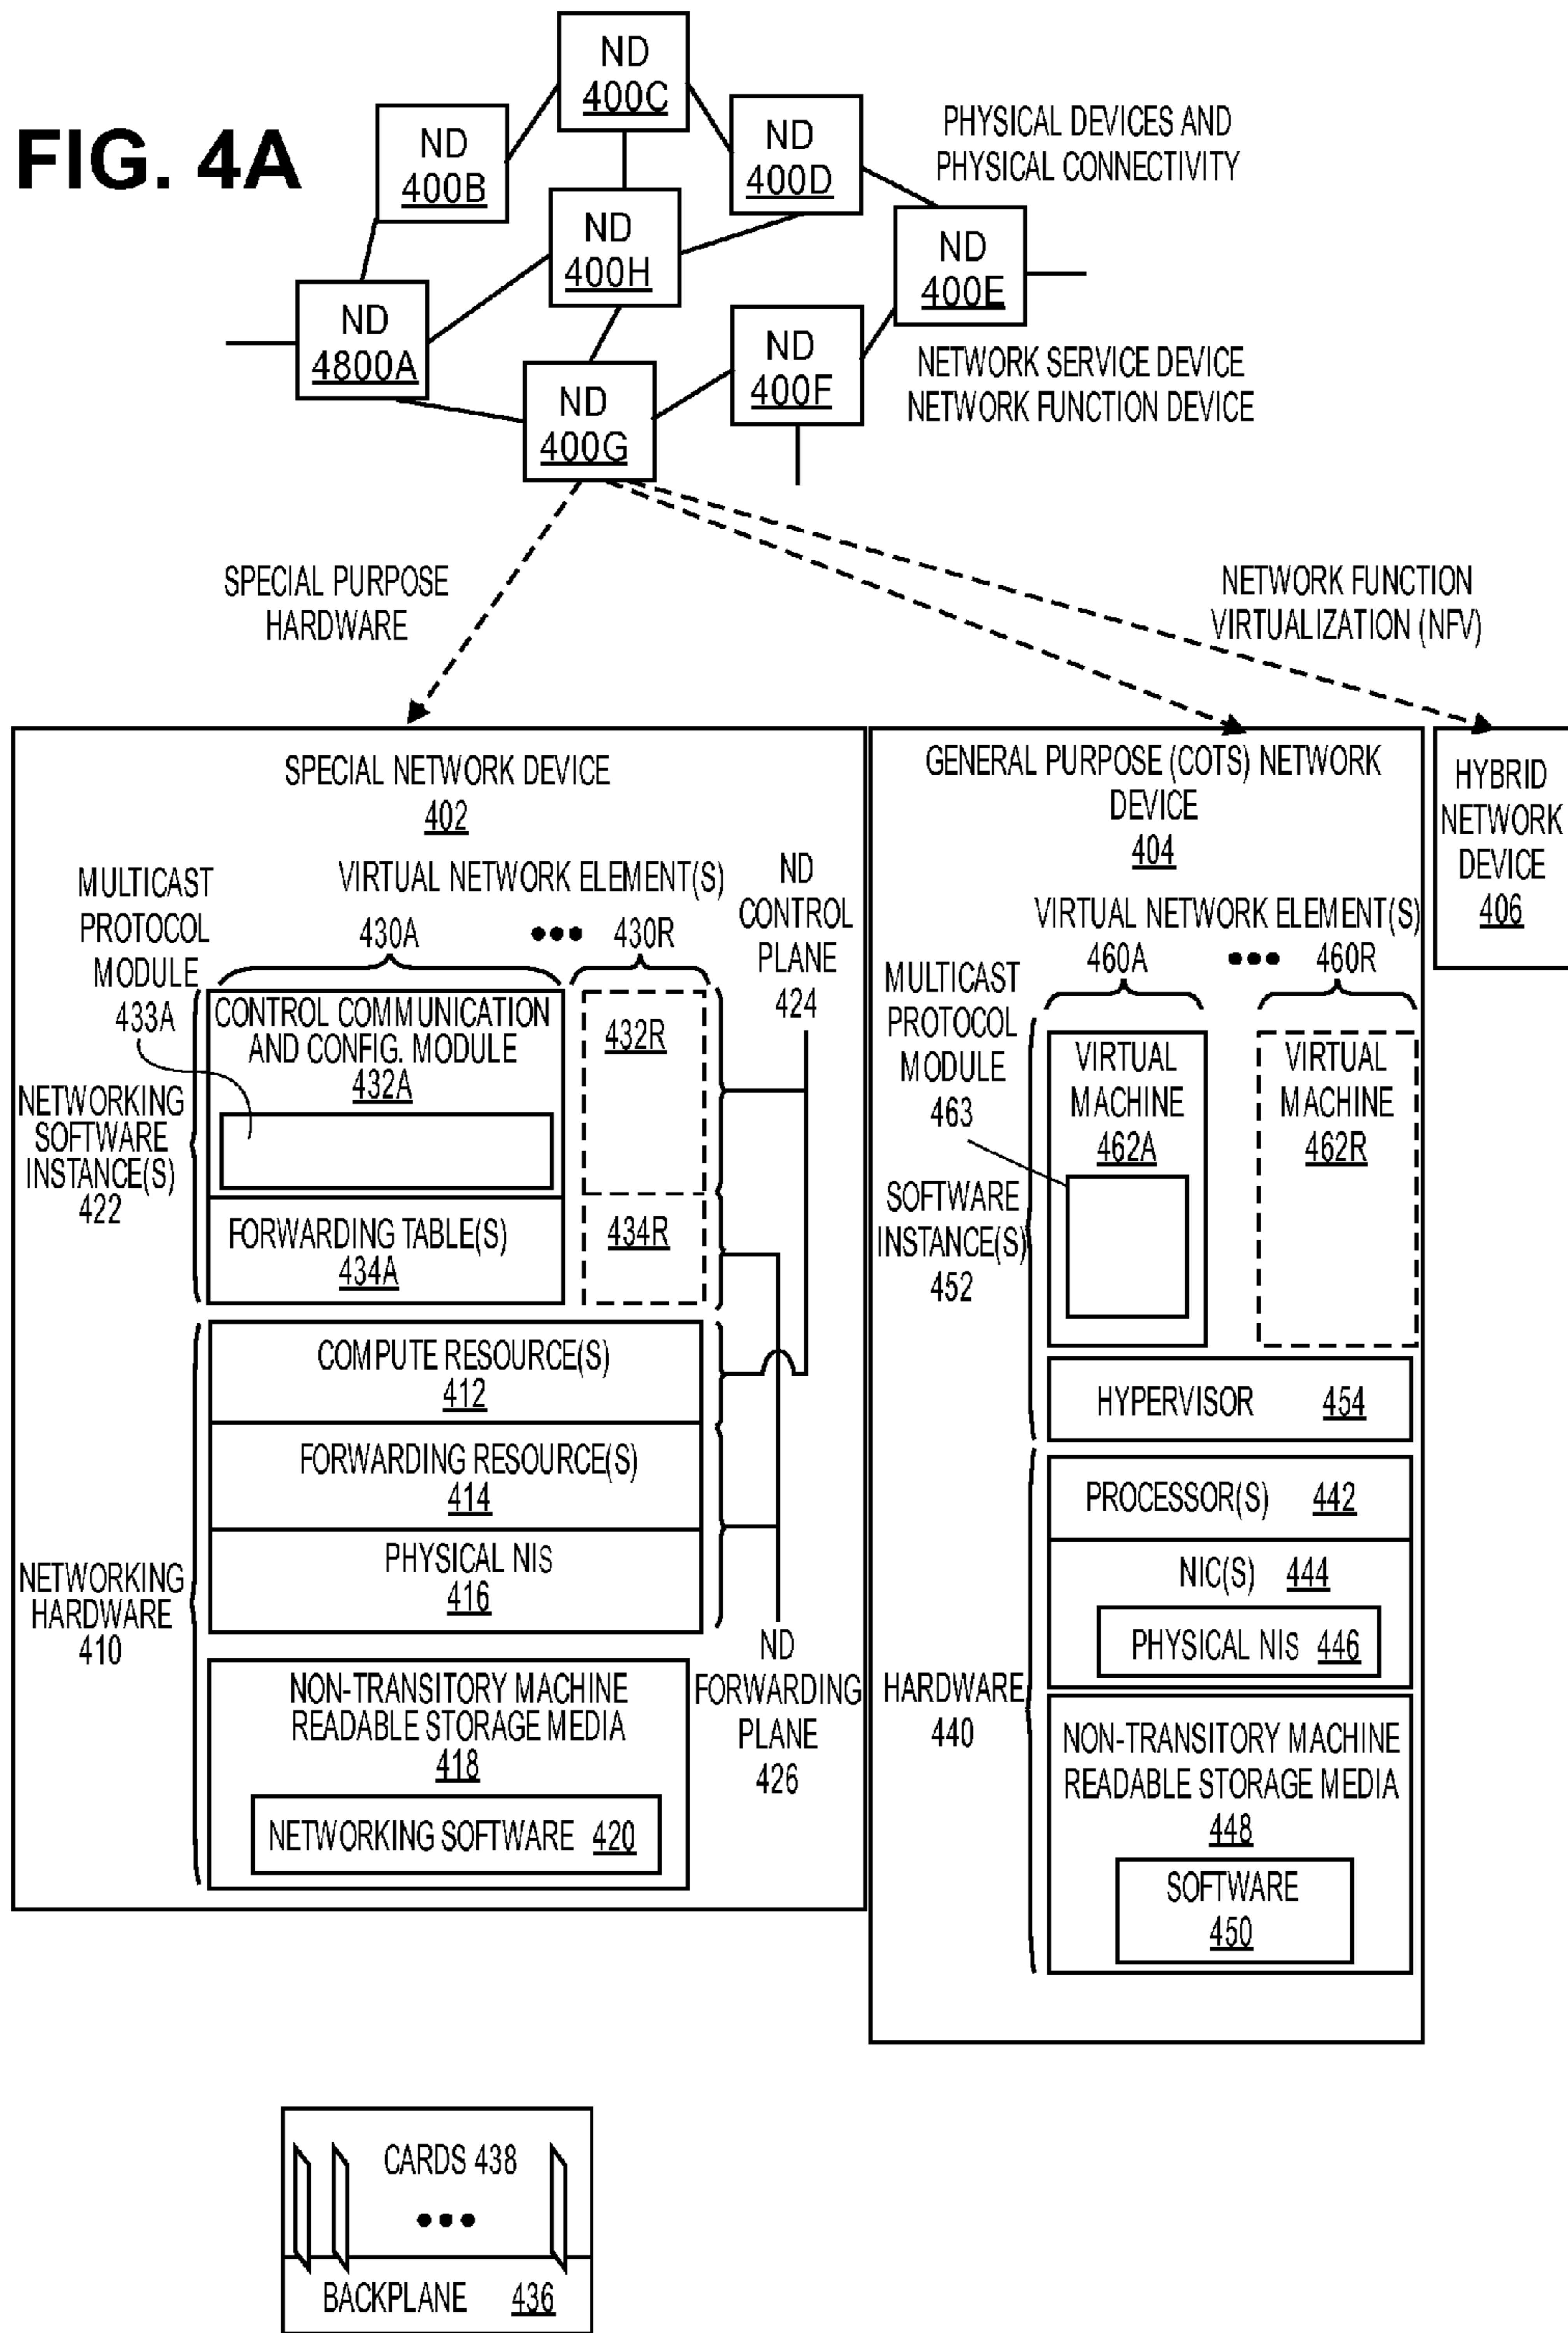 FIG. 4A
ND
400C
ND
400B
ND
400D
PHYSICAL DEVICES AND
PHYSICAL CONNECTIVITY
ND
400H
ND
400E
ND
4800A
ND
400F
NETWORK SERVICE DEVICE
NETWORK FUNCTION DEVICE
ND
400G
SPECIAL PURPOSE
HARDWARE
NETWORK FUNCTION
VIRTUALIZATION (NFV)
SPECIAL NETWORK DEVICE
402
MULTICAST
PROTOCOL
MODULE
433A
VIRTUAL NETWORK ELEMENT(S)
430A
••• 430R
ND
CONTROL
PLANE
424
CONTROL COMMUNICATION
AND CONFIG. MODULE
432A
432R
NETWORKING
SOFTWARE
INSTANCE(S)
422
FORWARDING TABLE(S)
434A
434R
COMPUTE RESOURCE(S)
412
FORWARDING RESOURCE(S)
414
PHYSICAL NIS
416
NETWORKING
HARDWARE
410
NON-TRANSITORY MACHINE
READABLE STORAGE MEDIA
418
NETWORKING SOFTWARE 420
ND
FORWARDING
PLANE
426
GENERAL PURPOSE (COTS) NETWORK
DEVICE
404
VIRTUAL NETWORK ELEMENT(S)
460A ••• 460R
MULTICAST
PROTOCOL
MODULE
463
VIRTUAL
MACHINE
462A
VIRTUAL
MACHINE
462R
SOFTWARE
INSTANCE(S)
452
HYPERVISOR 454
PROCESSOR(S) 442
NIC(S) 444
PHYSICAL NIS 446
HARDWARE
440
NON-TRANSITORY MACHINE
READABLE STORAGE MEDIA
448
SOFTWARE
450
HYBRID
NETWORK
DEVICE
406
CARDS 438
•••
BACKPLANE 436